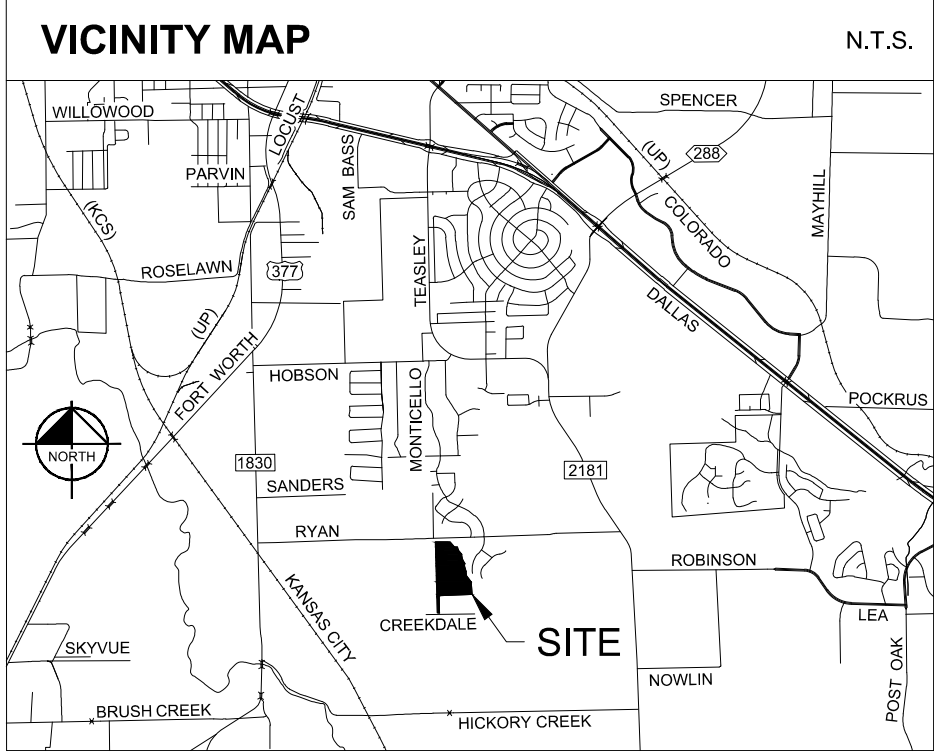 VICINITY MAP
N.T.S.
WILLOWOOD
LOCUST
SPENCER
PARVIN
SAM BASS
(UP)
288
MAYHILL
(KCS)
COLORADO
ROSELAWN
377
TEASLEY
DALLAS
(UP)
FORT WORTH
HOBSON
MONTICELLO
POCKRUS
NORTH
1830
2181
SANDERS
RYAN
ROBINSON
KANSAS CITY
CREEKDALE
SITE
LEA
SKYVUE
NOWLIN
POST OAK
BRUSH CREEK
HICKORY CREEK